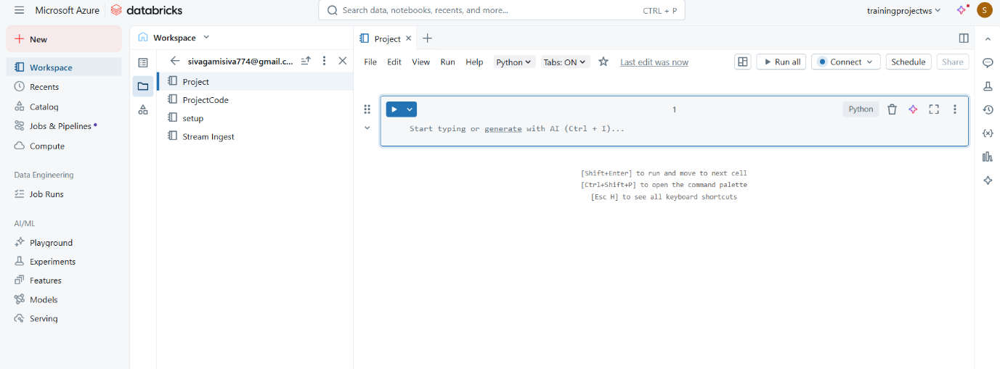 Microsoft Azure databricks
Search data, notebooks, recents, and more... CTRL + P
trainingprojectws
S
New
Workspace
Recents
Catalog
Jobs & Pipelines
Compute
Data Engineering
Job Runs
AI/ML
Playground
Experiments
Features
Models
Serving
Workspace
sivagamisiva774@gmail.c...
Project
ProjectCode
setup
Stream Ingest
Project
File Edit View Run Help Python Tabs: ON Last edit was now
Run all Connect Schedule Share
1
Python
Start typing or generate with AI (Ctrl + I)...
[Shift+Enter] to run and move to next cell
[Ctrl+Shift+P] to open the command palette
[Esc H] to see all keyboard shortcuts